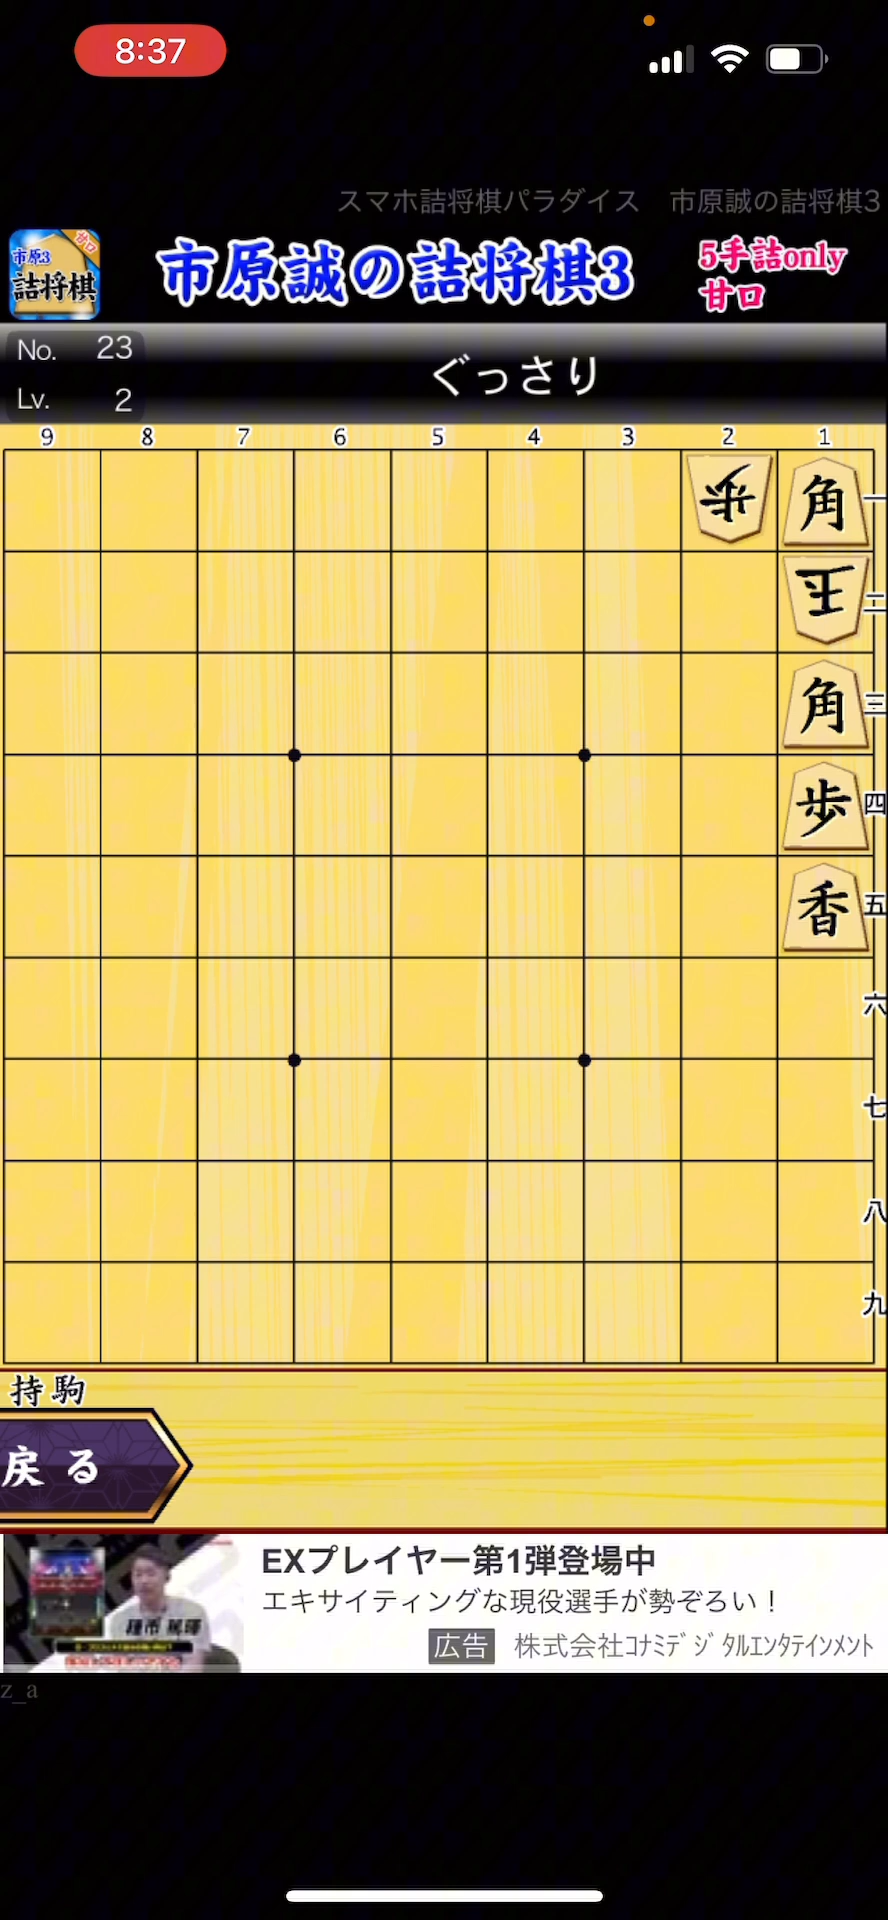 8:37
スマホ詰将棋パラダイス 市原誠の詰将棋3
市原3
甘口
詰将棋
市原誠の詰将棋3
5手詰only
甘口
No. 23
Lv. 2
ぐっさり
9 8 7 6 5 4 3 2 1
歩 角 一
王 二
角 三
歩 四
香 五
六
七
八
九
持駒
戻る
EXプレイヤー第1弾登場中
エキサイティングな現役選手が勢ぞろい！
広告 株式会社コナミデジタルエンタテインメント
z_a